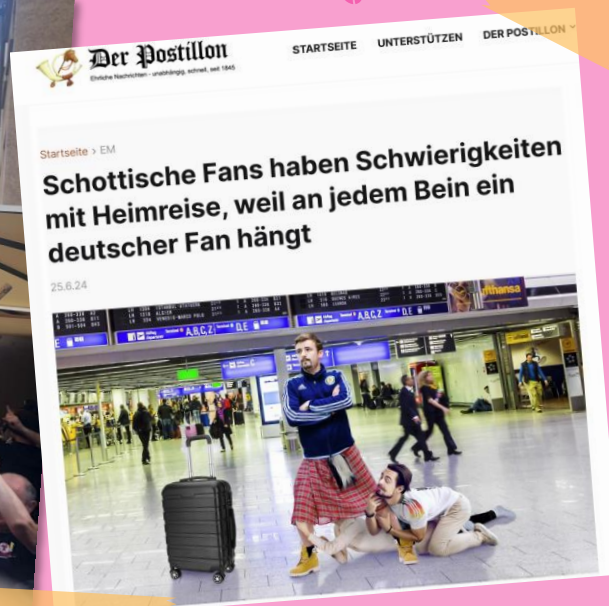 Der Postillon
Ehrliche Nachrichten - unabhängig, schnell, seit 1845
STARTSEITE UNTERSTÜTZEN DER POSTILLON
Startseite > EM
Schottische Fans haben Schwierigkeiten
mit Heimreise, weil an jedem Bein ein
deutscher Fan hängt
25.6.24
A,B,C,Z D,E
A,B,C,Z D,E